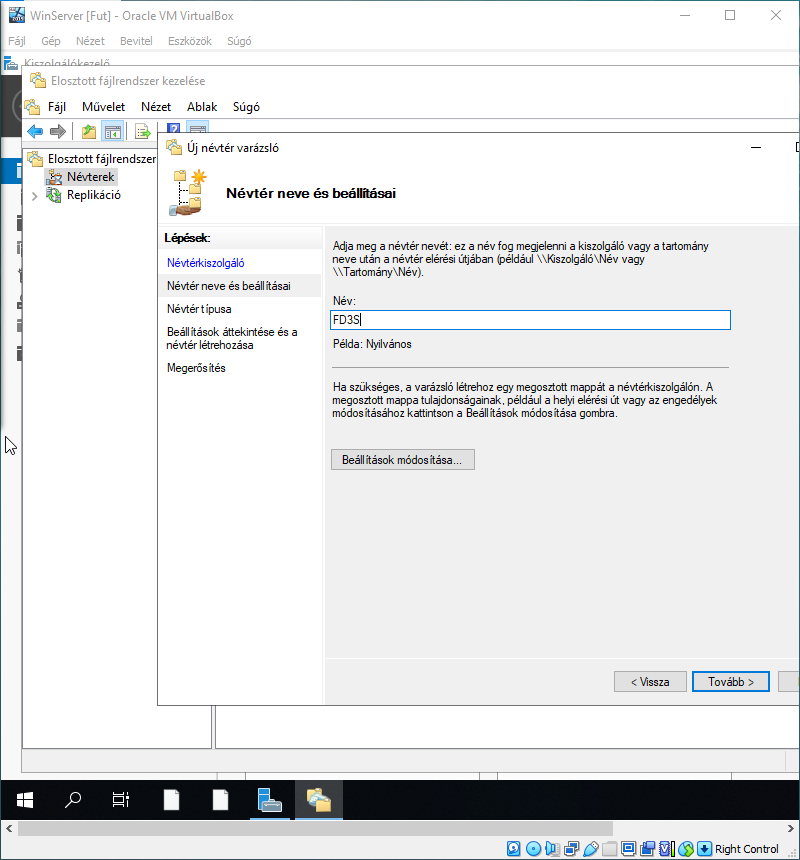 WinServer [Fut] - Oracle VM VirtualBox
Fájl Gép Nézet Bevitel Eszközök Súgó
Kiszolgálókezelő
Elosztott fájlrendszer kezelése
Fájl Művelet Nézet Ablak Súgó
Elosztott fájlrendszer
Névterek
Replikáció
Új névtér varázsló
Névtér neve és beállításai
Lépések:
Névtérkiszolgáló
Névtér neve és beállításai
Névtér típusa
Beállítások áttekintése és a
névtér létrehozása
Megerősítés
Adja meg a névtér nevét: ez a név fog megjelenni a kiszolgáló vagy a tartomány
neve után a névtér elérési útjában (például \\Kiszolgáló\Név vagy
\\Tartomány\Név).
Név:
FD3S
Példa: Nyilvános
Ha szükséges, a varázsló létrehoz egy megosztott mappát a névtérkiszolgálón. A
megosztott mappa tulajdonságainak, például a helyi elérési út vagy az engedélyek
módosításához kattintson a Beállítások módosítása gombra.
Beállítások módosítása...
< Vissza
Tovább >
Right Control